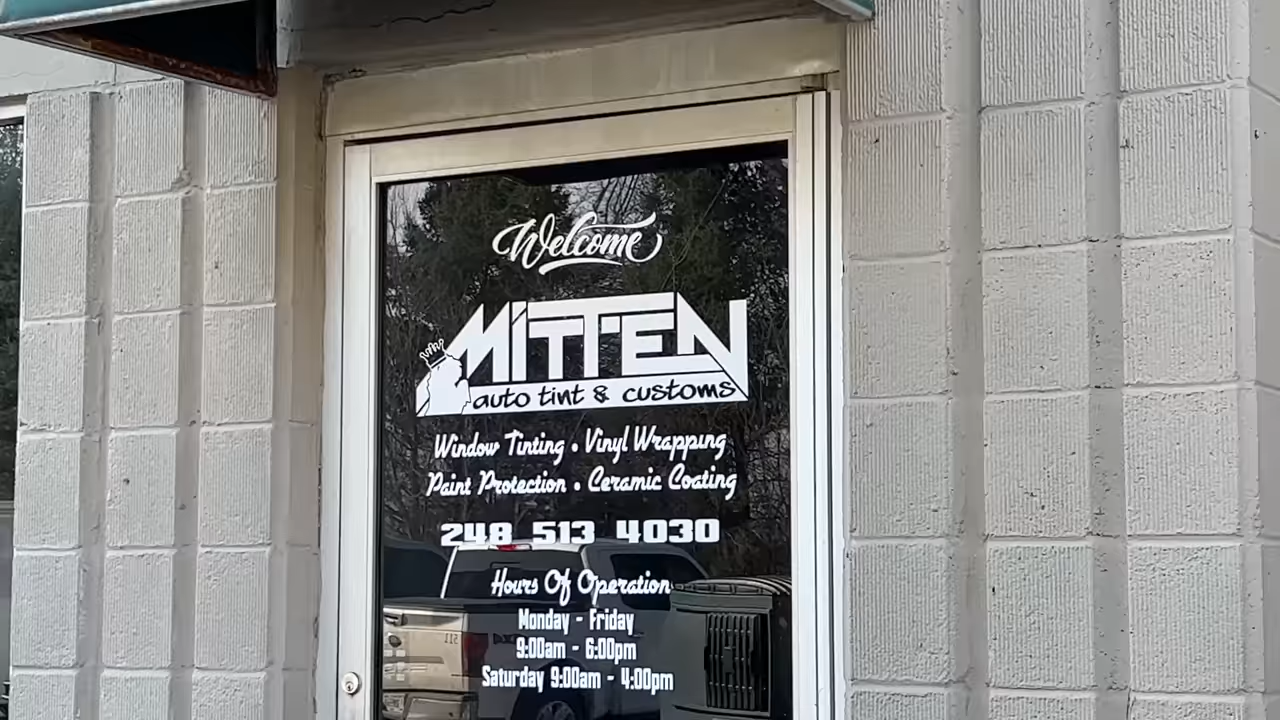 Welcome
MITTEN
auto tint & customs
Window Tinting • Vinyl Wrapping
Paint Protection • Ceramic Coating
248 513 4030
Hours Of Operation
Monday - Friday
9:00am - 6:00pm
Saturday 9:00am - 4:00pm